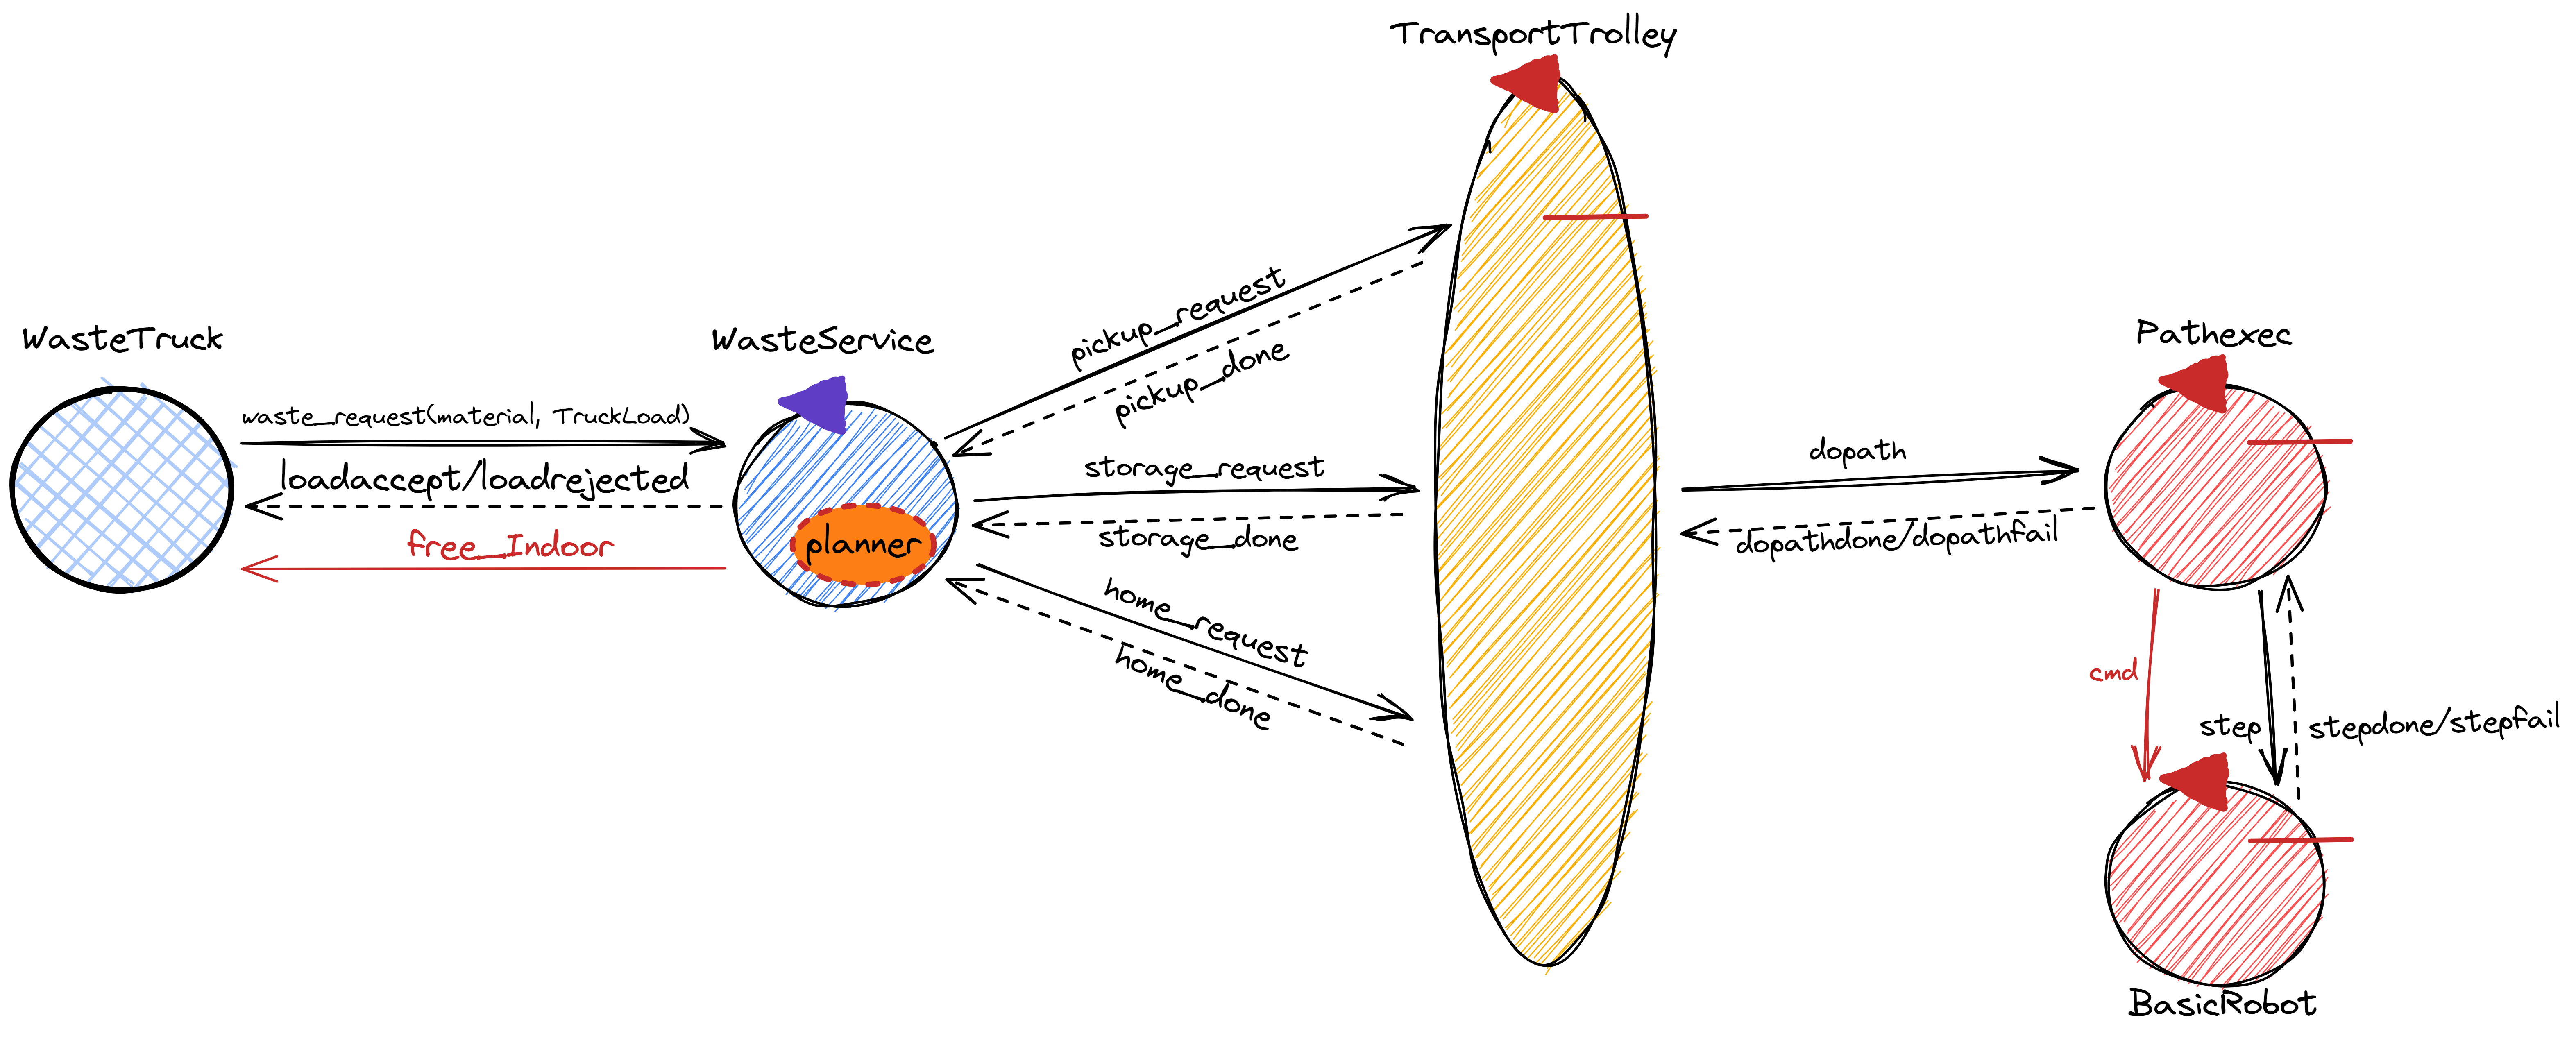 TransportTrolley
WasteTruck
WasteService
Pathexec
waste_request(material, TruckLoad)
loadaccept/loadrejected
free_Indoor
planner
pickup_request
pickup_done
storage_request
storage_done
home_request
home_done
dopath
dopathdone/dopathfail
cmd
step
stepdone/stepfail
BasicRobot